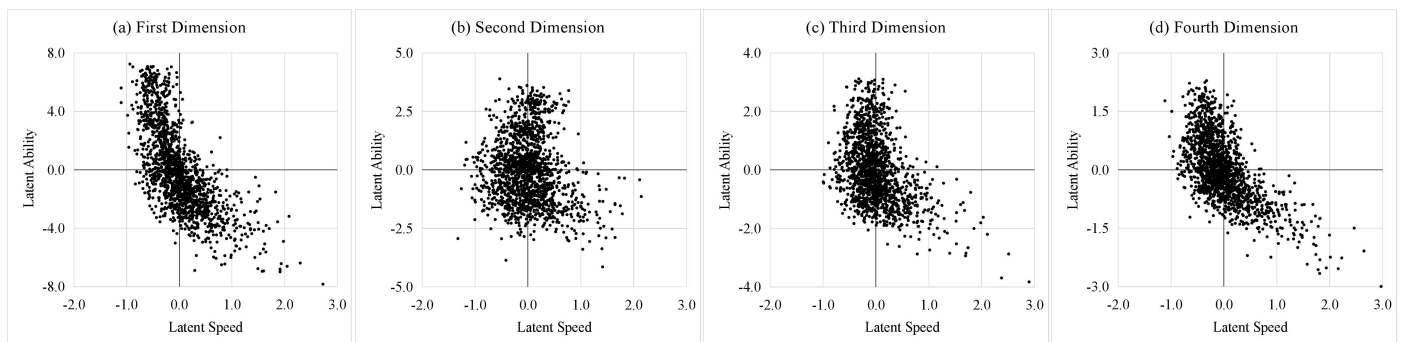 (a) First Dimension
8.0
4.0
0.0
-4.0
-8.0
-2.0 -1.0 0.0 1.0 2.0 3.0
Latent Ability
Latent Speed
(b) Second Dimension
5.0
2.5
0.0
-2.5
-5.0
-2.0 -1.0 0.0 1.0 2.0 3.0
Latent Ability
Latent Speed
(c) Third Dimension
4.0
2.0
0.0
-2.0
-4.0
-2.0 -1.0 0.0 1.0 2.0 3.0
Latent Ability
Latent Speed
(d) Fourth Dimension
3.0
1.5
0.0
-1.5
-3.0
-2.0 -1.0 0.0 1.0 2.0 3.0
Latent Ability
Latent Speed